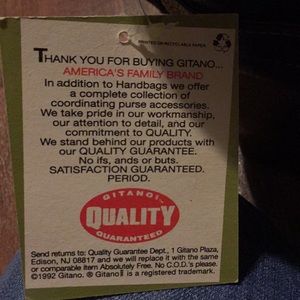 PRINTED ON RECYCLABLE PAPER
THANK YOU FOR BUYING GITANO...
AMERICA'S FAMILY BRAND
In addition to Handbags we offer
a complete collection of
coordinating purse accessories.
We take pride in our workmanship,
our attention to detail, and our
commitment to QUALITY.
We stand behind our products with
our QUALITY GUARANTEE.
No ifs, ands or buts.
SATISFACTION GUARANTEED.
PERIOD.
GITANO
QUALITY
GUARANTEED
Send returns to: Quality Guarantee Dept., 1 Gitano Plaza,
Edison, NJ 08817 and we will replace it with the same
or comparable item Absolutely Free. No C.O.D.'s please!
©1992 Gitano. ® Gitano is a registered trademark.